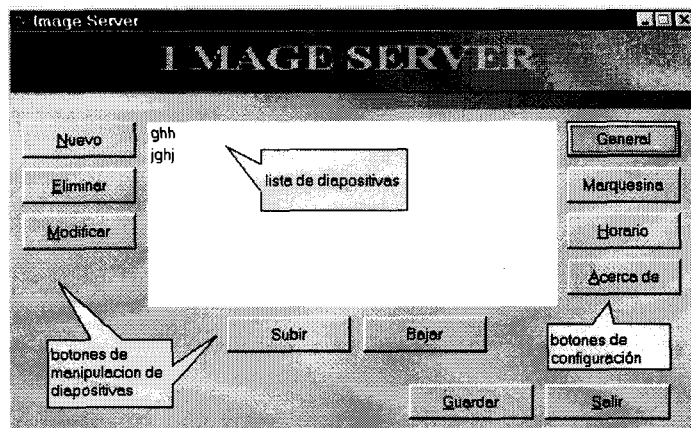 Image Server
IMAGE SERVER
Nuevo
Eliminar
Modificar
ghh
jghj
lista de diapositivas
General
Marquesina
Horario
Acerca de
Subir
Bajar
botones de
manipulacion de
diapositivas
botones de
configuración
Guardar
Salir